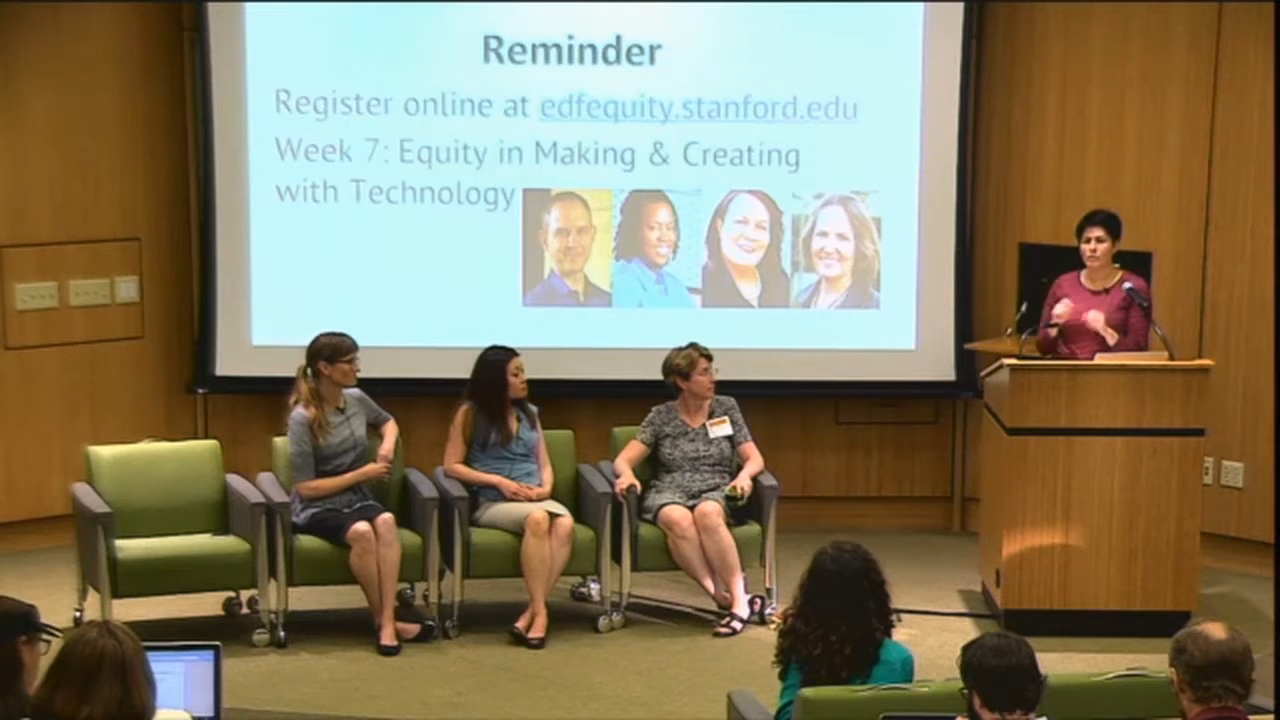 Reminder
Register online at edfequity.stanford.edu
Week 7: Equity in Making & Creating
with Technology